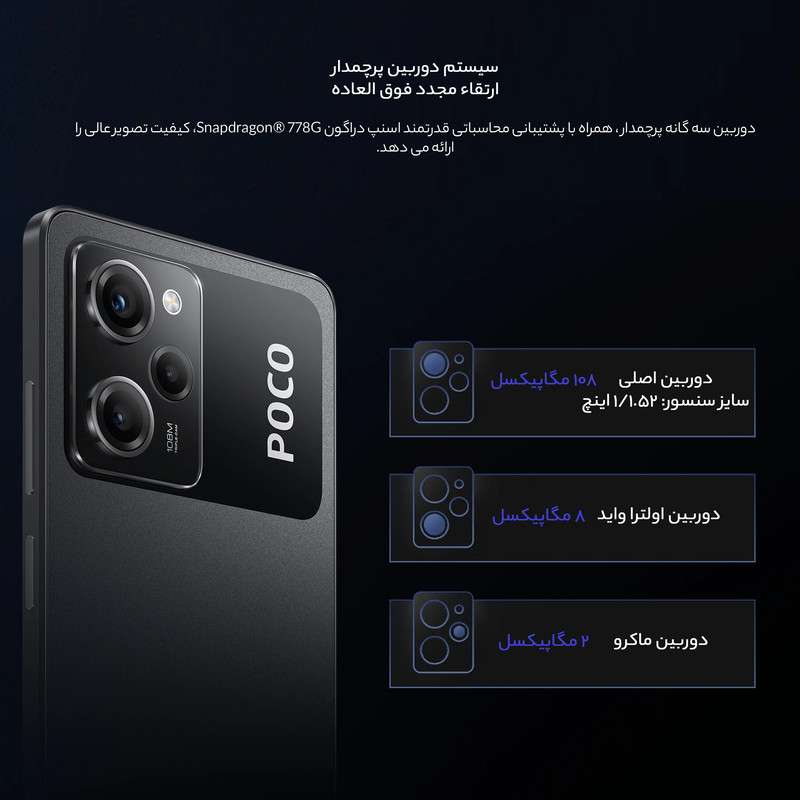 سیستم دوربین پرچمدار
ارتقاء مجدد فوق العاده
دوربین سه گانه پرچمدار، همراه با پشتیبانی محاسباتی قدرتمند اسنپ دراگون Snapdragon® 778G، کیفیت تصویر عالی را
ارائه می دهد.
POCO
108M
TRIPLE CAM
دوربین اصلی ۱۰۸ مگاپیکسل
سایز سنسور: ۱/۱.۵۲ اینچ
دوربین اولترا واید ۸ مگاپیکسل
دوربین ماکرو ۲ مگاپیکسل